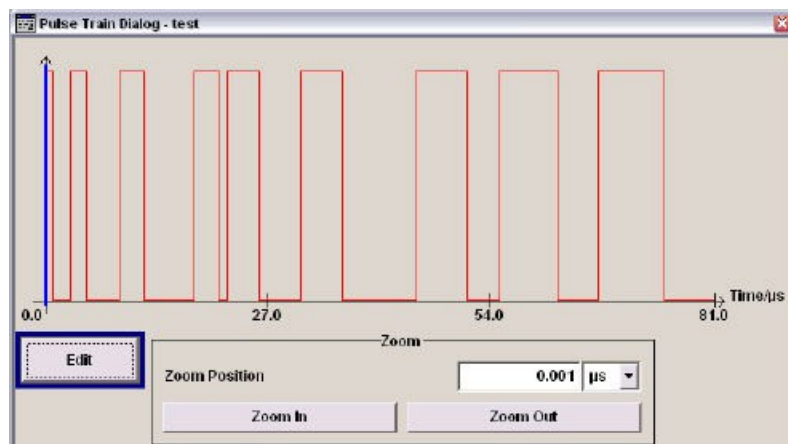 Pulse Train Dialog - test
Time/µs
0.0 27.0 54.0 81.0
Edit
Zoom
Zoom Position 0.001 µs
Zoom In Zoom Out